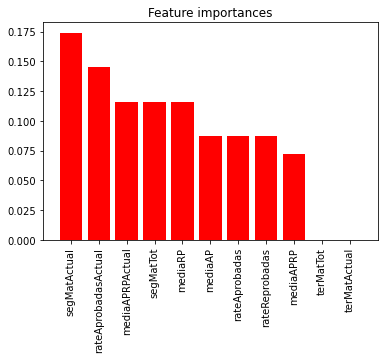 Feature importances
0.175
0.150
0.125
0.100
0.075
0.050
0.025
0.000
segMatActual
rateAprobadasActual
mediaAPRPActual
segMatTot
mediaRP
mediaAP
rateAprobadas
rateReprobadas
mediaAPRP
terMatTot
terMatActual